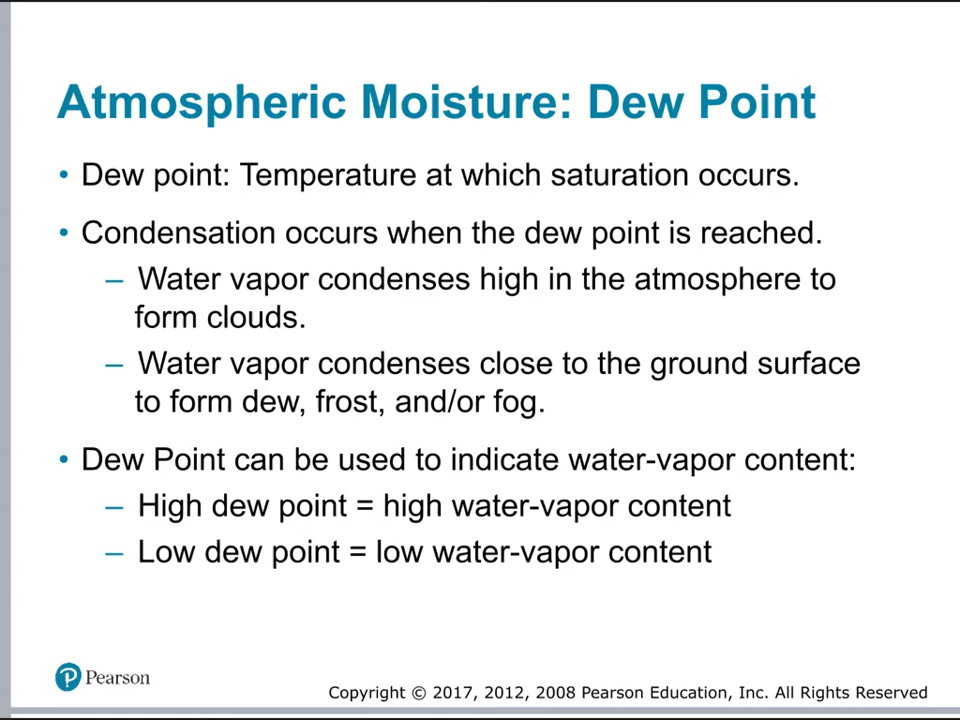 Atmospheric Moisture: Dew Point
• Dew point: Temperature at which saturation occurs.
• Condensation occurs when the dew point is reached.
– Water vapor condenses high in the atmosphere to
form clouds.
– Water vapor condenses close to the ground surface
to form dew, frost, and/or fog.
• Dew Point can be used to indicate water-vapor content:
– High dew point = high water-vapor content
– Low dew point = low water-vapor content
P Pearson
Copyright © 2017, 2012, 2008 Pearson Education, Inc. All Rights Reserved